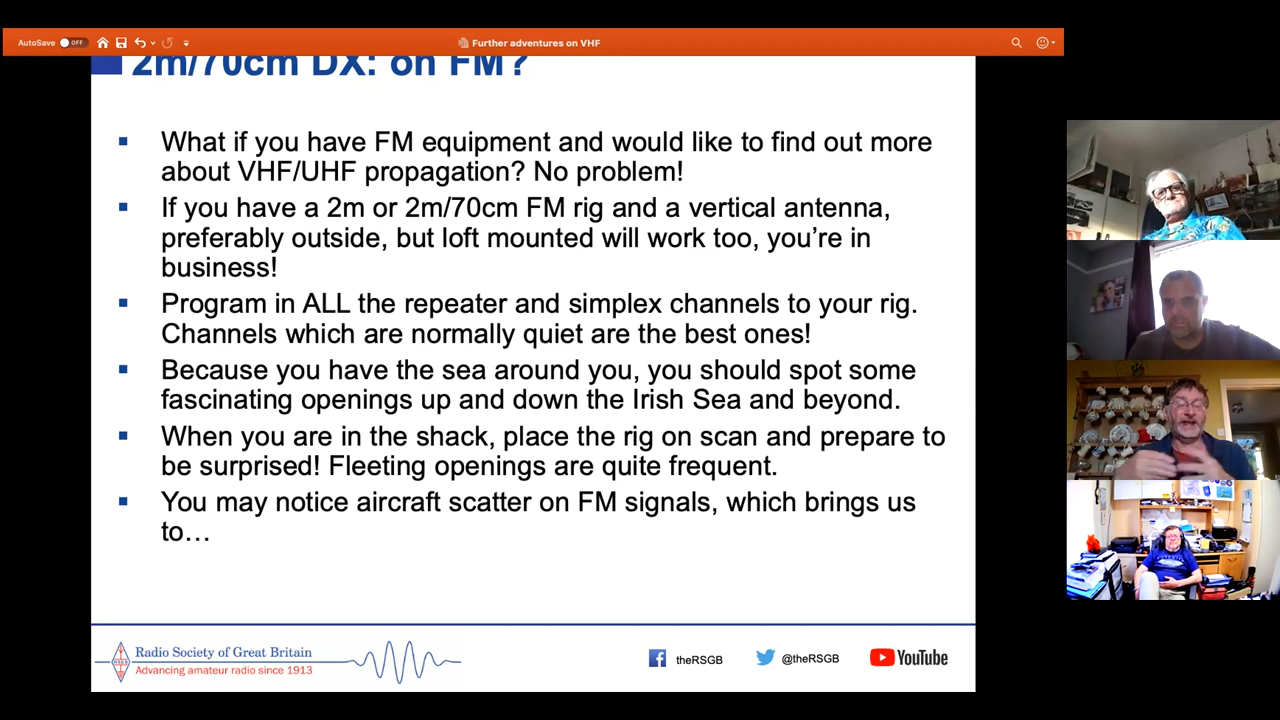 AutoSave OFF
Further adventures on VHF
2m/70cm DX: on FM?
What if you have FM equipment and would like to find out more
about VHF/UHF propagation? No problem!
If you have a 2m or 2m/70cm FM rig and a vertical antenna,
preferably outside, but loft mounted will work too, you’re in
business!
Program in ALL the repeater and simplex channels to your rig.
Channels which are normally quiet are the best ones!
Because you have the sea around you, you should spot some
fascinating openings up and down the Irish Sea and beyond.
When you are in the shack, place the rig on scan and prepare to
be surprised! Fleeting openings are quite frequent.
You may notice aircraft scatter on FM signals, which brings us
to…
RSGB
Radio Society of Great Britain
Advancing amateur radio since 1913
theRSGB
@theRSGB
YouTube